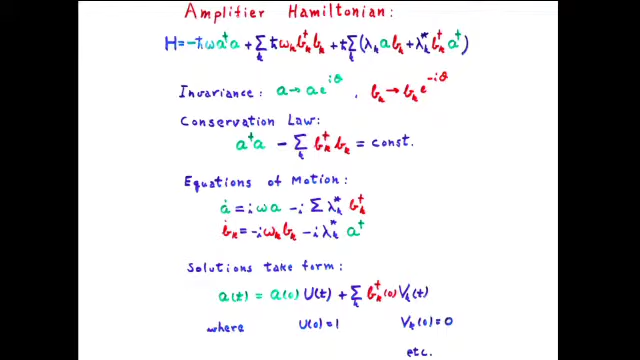 Amplifier Hamiltonian:
H = -ħωa†a + Σ_k ħω_k b_k† b_k + ħ Σ_k (λ_k a b_k + λ_k* b_k† a†)
Invariance: a → a e^{iθ}, b_k → b_k e^{-iθ}
Conservation Law:
a†a - Σ_k b_k† b_k = const.
Equations of Motion:
ȧ = iωa - i Σ λ_k* b_k†
ḃ_k = -iω_k b_k - i λ_k* a†
Solutions take form:
a(t) = a(0) U(t) + Σ_k b_k†(0) V_k(t)
where U(0) = 1 V_k(0) = 0
etc.